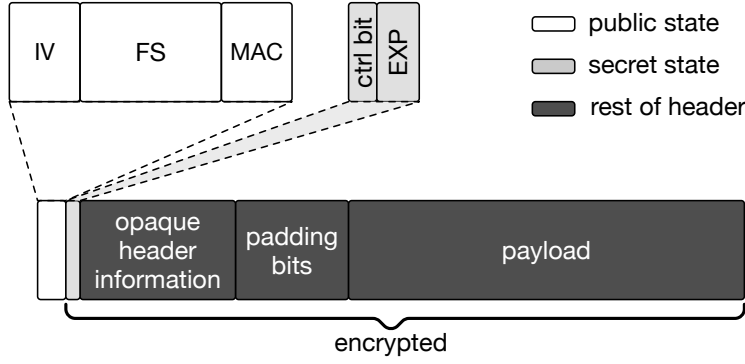 IV
FS
MAC
ctrl bit
EXP
public state
secret state
rest of header
opaque
header
information
padding
bits
payload
encrypted